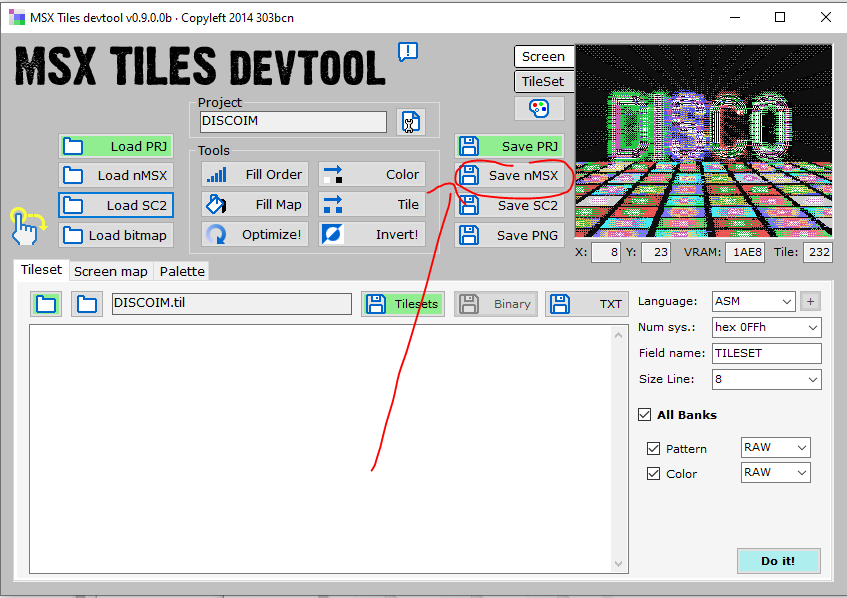 MSX Tiles devtool v0.9.0.0b · Copyleft 2014 303bcn
MSX TILES DEVTOOL
Screen
TileSet
DISCO
Project
DISCOIM
Load PRJ
Load nMSX
Load SC2
Load bitmap
Tools
Fill Order
Color
Fill Map
Tile
Optimize!
Invert!
Save PRJ
Save nMSX
Save SC2
Save PNG
X: 8 Y: 23 VRAM: 1AE8 Tile: 232
Tileset Screen map Palette
DISCOIM.til
Tilesets
Binary
TXT
Language: ASM +
Num sys.: hex 0FFh
Field name: TILESET
Size Line: 8
All Banks
Pattern RAW
Color RAW
Do it!